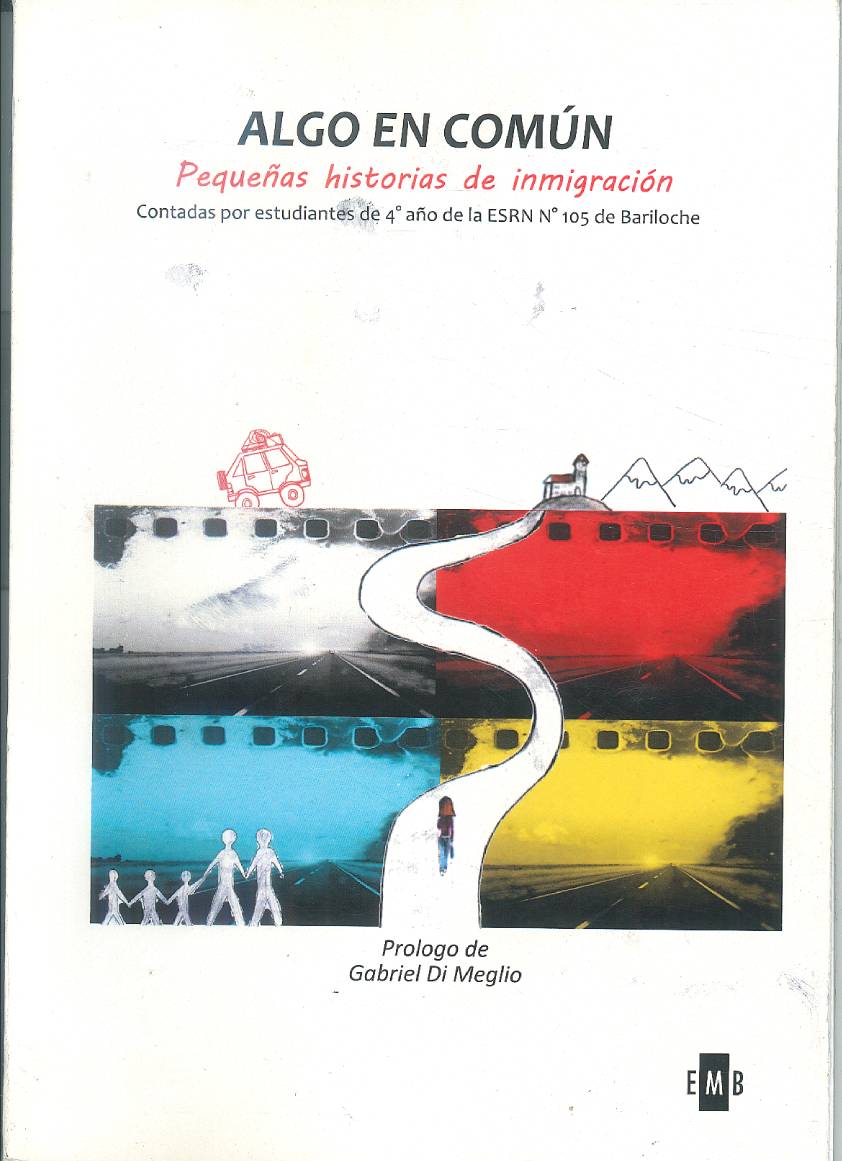 ALGO EN COMÚN
Pequeñas historias de inmigración
Contadas por estudiantes de 4° año de la ESRN N° 105 de Bariloche
Prologo de
Gabriel Di Meglio
EMB